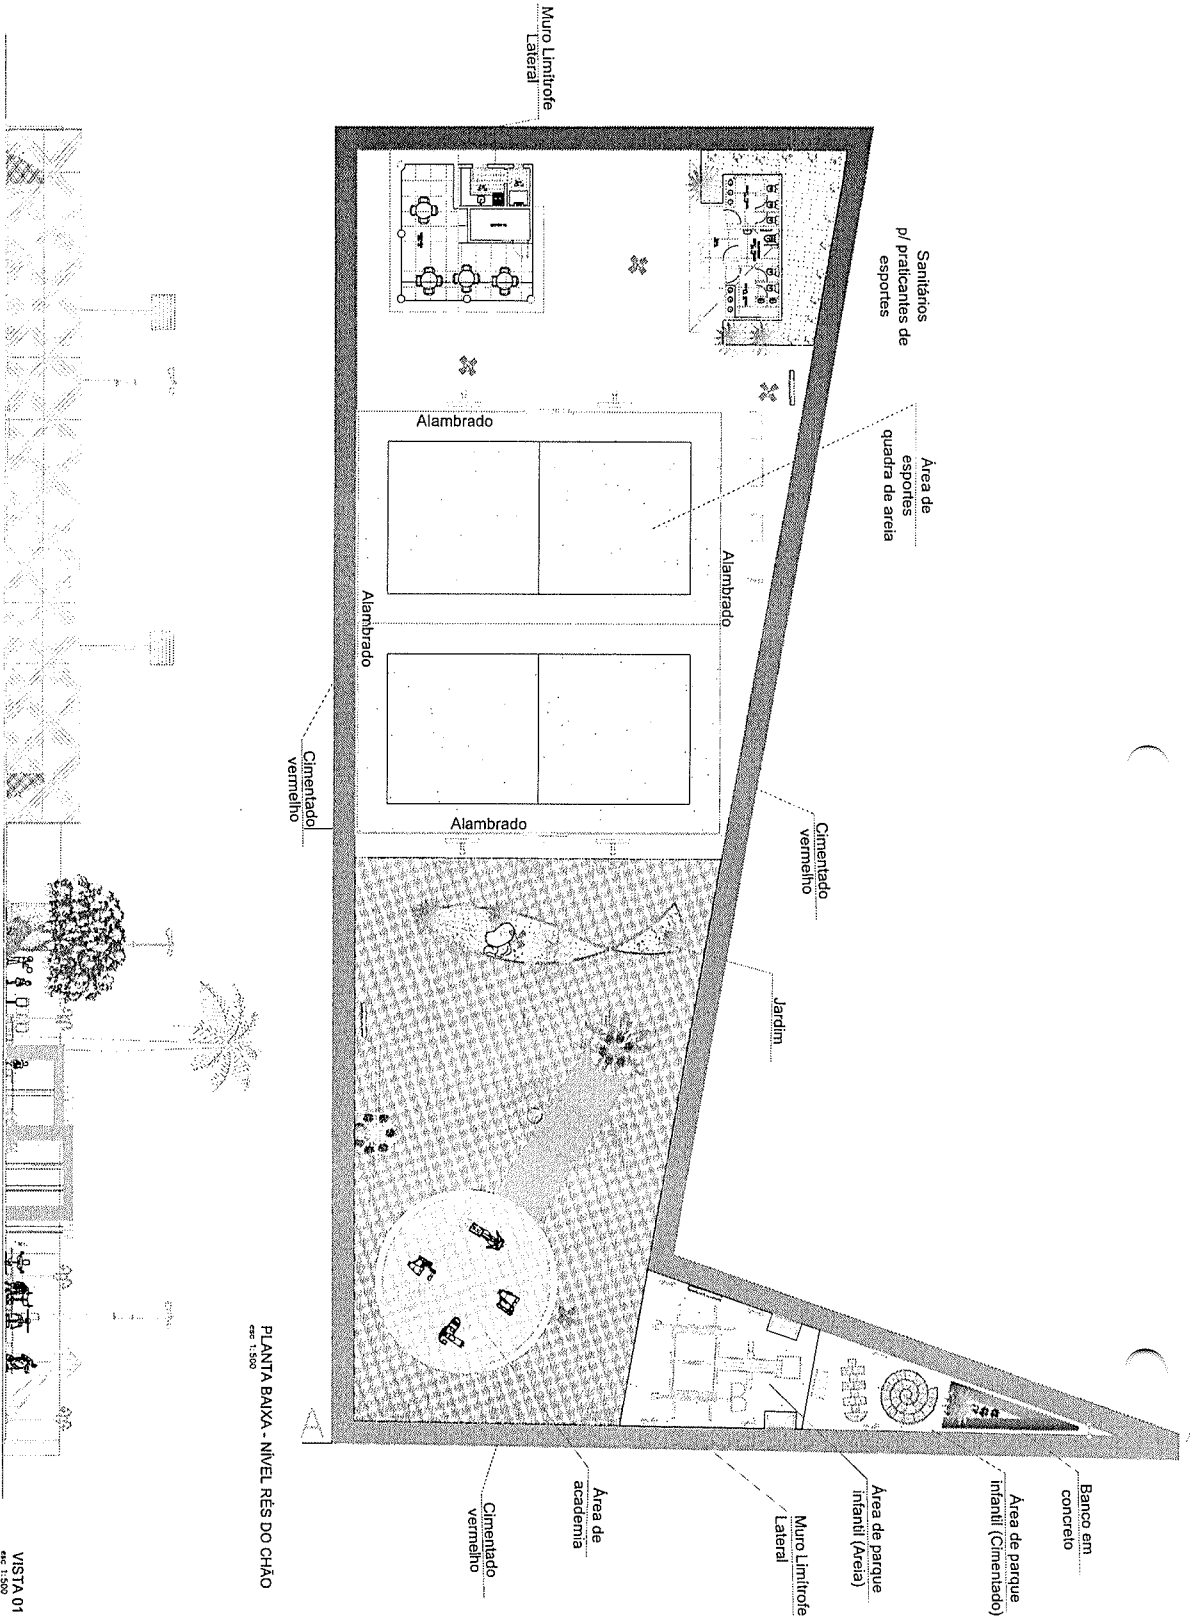 Muro Limítrofe
Lateral
Sanitários
p/ praticantes de
esportes
Área de
esportes
quadra de areia
Alambrado
Alambrado
Alambrado
Alambrado
Cimentado
vermelho
Cimentado
vermelho
Jardim
Banco em
concreto
Área de parque
infantil (Cimentado)
Área de parque
infantil (Areia)
Muro Limítrofe
Lateral
Área de
academia
Cimentado
vermelho
A
PLANTA BAIXA - NÍVEL RÉS DO CHÃO
esc 1:500
VISTA 01
esc 1:500